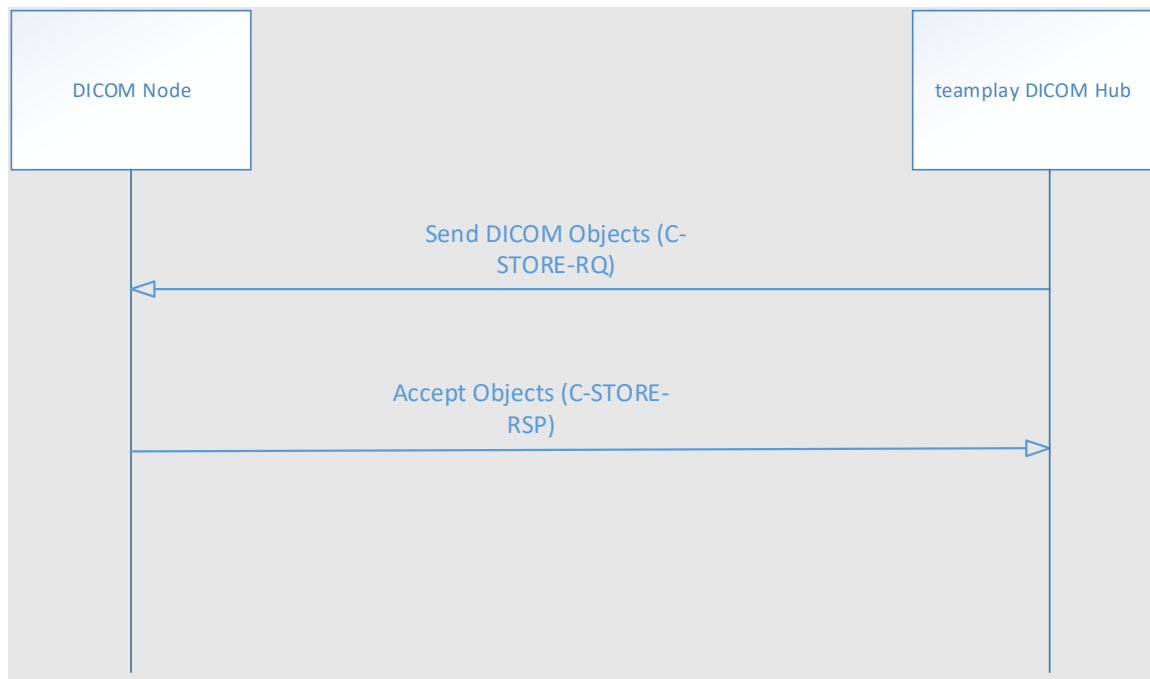 DICOM Node
teamplay DICOM Hub
Send DICOM Objects (C-
STORE-RQ)
Accept Objects (C-STORE-
RSP)